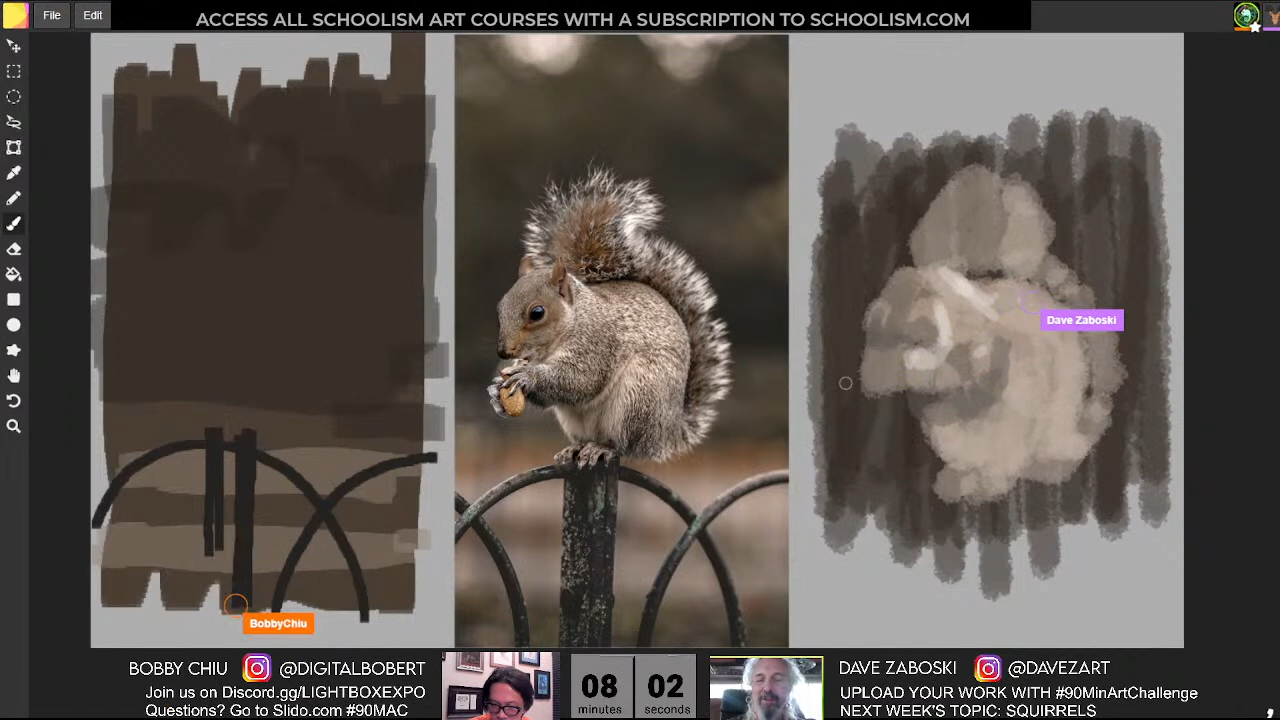 ACCESS ALL SCHOOLISM ART COURSES WITH A SUBSCRIPTION TO SCHOOLISM.COM
File Edit
Dave Zaboski
BobbyChiu
BOBBY CHIU @DIGITALBOBERT
Join us on Discord.gg/LIGHTBOXEXPO
Questions? Go to Slido.com #90MAC
08 02
minutes seconds
DAVE ZABOSKI @DAVEZART
UPLOAD YOUR WORK WITH #90MinArtChallenge
NEXT WEEK'S TOPIC: SQUIRRELS